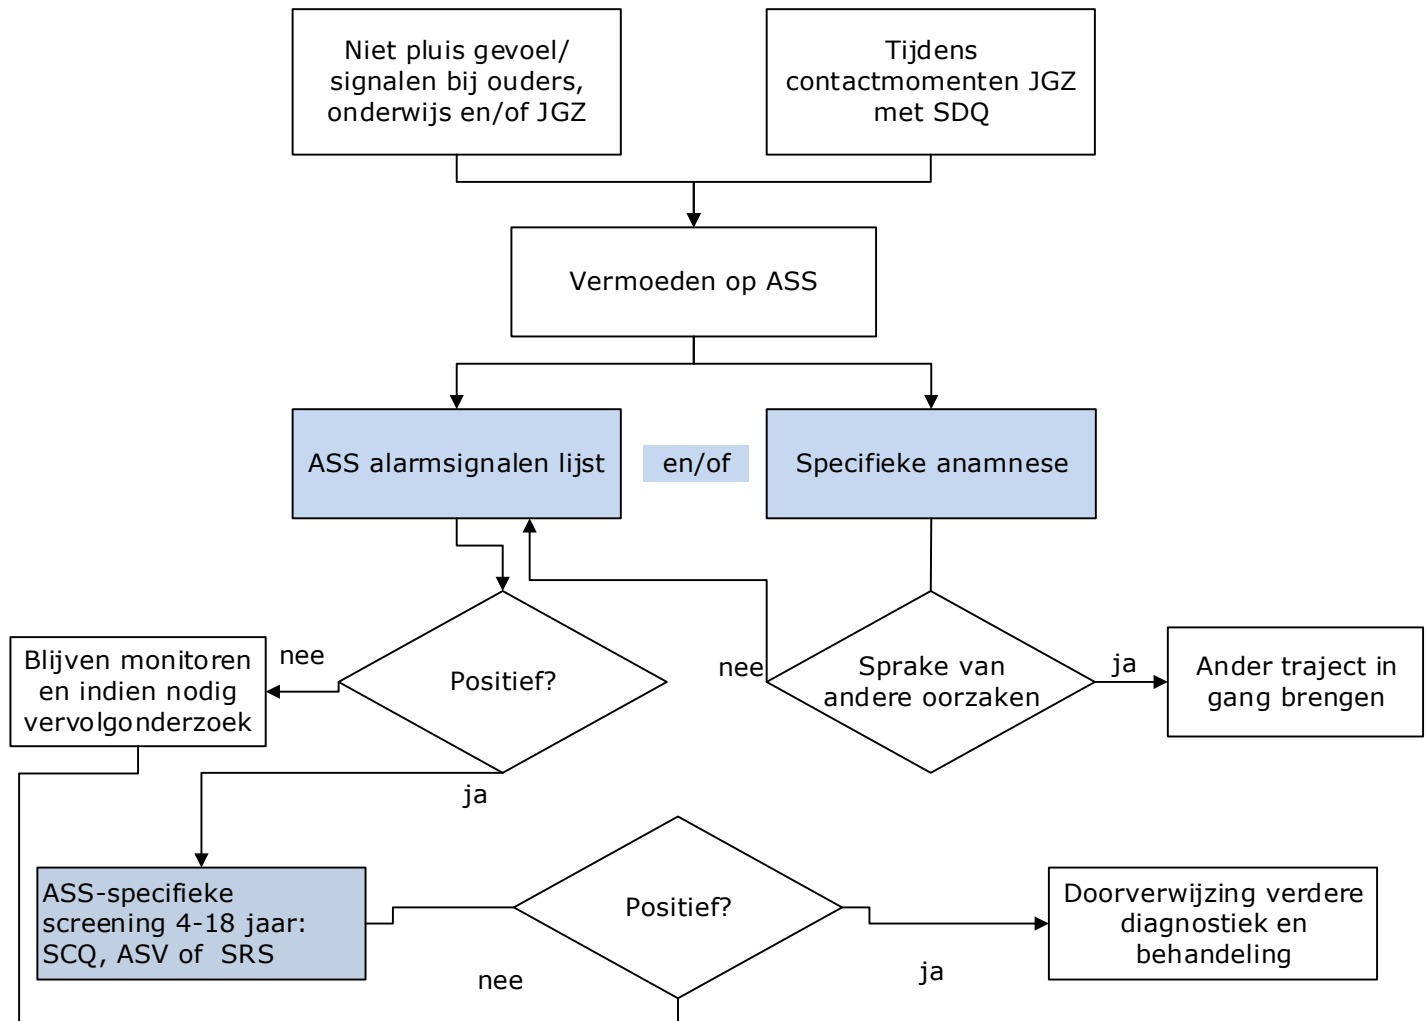 Niet pluis gevoel/
signalen bij ouders,
onderwijs en/of JGZ
Tijdens
contactmomenten JGZ
met SDQ
Vermoeden op ASS
ASS alarmsignalen lijst
en/of
Specifieke anamnese
Blijven monitoren
en indien nodig
vervolgonderzoek
nee
Positief?
nee
Sprake van
andere oorzaken
ja
Ander traject in
gang brengen
ja
ASS-specifieke
screening 4-18 jaar:
SCQ, ASV of  SRS
Positief?
Doorverwijzing verdere
diagnostiek en
behandeling
nee
ja